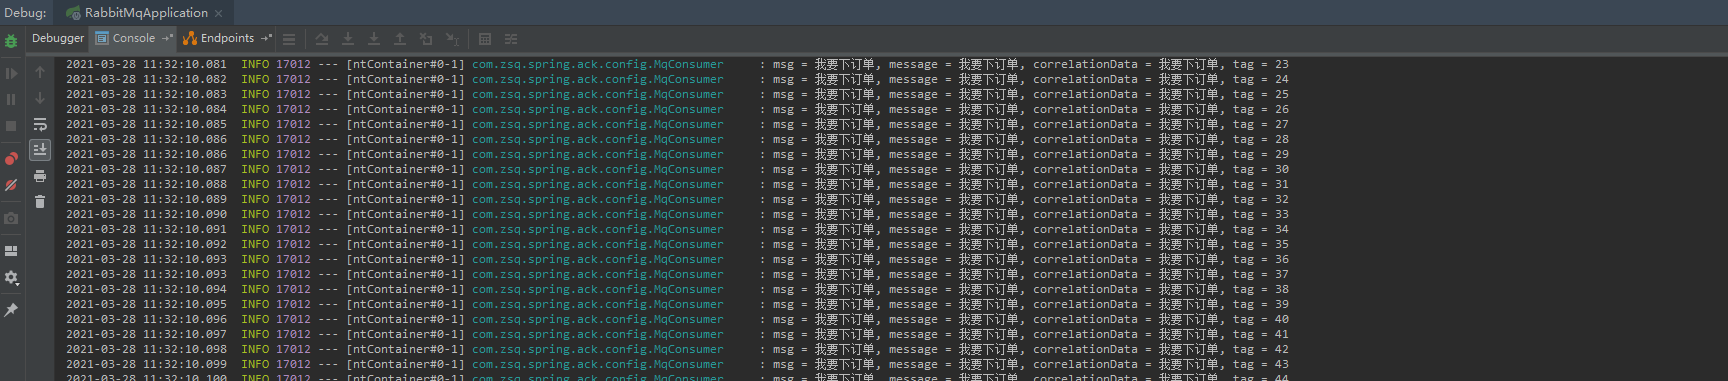 Debug: RabbitMqApplication
Debugger Console Endpoints
2021-03-28 11:32:10.081 INFO 17012 --- [ntContainer#0-1] com.zsq.spring.ack.config.MqConsumer : msg = 我要下订单, message = 我要下订单, correlationData = 我要下订单, tag = 23
2021-03-28 11:32:10.082 INFO 17012 --- [ntContainer#0-1] com.zsq.spring.ack.config.MqConsumer : msg = 我要下订单, message = 我要下订单, correlationData = 我要下订单, tag = 24
2021-03-28 11:32:10.083 INFO 17012 --- [ntContainer#0-1] com.zsq.spring.ack.config.MqConsumer : msg = 我要下订单, message = 我要下订单, correlationData = 我要下订单, tag = 25
2021-03-28 11:32:10.084 INFO 17012 --- [ntContainer#0-1] com.zsq.spring.ack.config.MqConsumer : msg = 我要下订单, message = 我要下订单, correlationData = 我要下订单, tag = 26
2021-03-28 11:32:10.085 INFO 17012 --- [ntContainer#0-1] com.zsq.spring.ack.config.MqConsumer : msg = 我要下订单, message = 我要下订单, correlationData = 我要下订单, tag = 27
2021-03-28 11:32:10.086 INFO 17012 --- [ntContainer#0-1] com.zsq.spring.ack.config.MqConsumer : msg = 我要下订单, message = 我要下订单, correlationData = 我要下订单, tag = 28
2021-03-28 11:32:10.086 INFO 17012 --- [ntContainer#0-1] com.zsq.spring.ack.config.MqConsumer : msg = 我要下订单, message = 我要下订单, correlationData = 我要下订单, tag = 29
2021-03-28 11:32:10.087 INFO 17012 --- [ntContainer#0-1] com.zsq.spring.ack.config.MqConsumer : msg = 我要下订单, message = 我要下订单, correlationData = 我要下订单, tag = 30
2021-03-28 11:32:10.088 INFO 17012 --- [ntContainer#0-1] com.zsq.spring.ack.config.MqConsumer : msg = 我要下订单, message = 我要下订单, correlationData = 我要下订单, tag = 31
2021-03-28 11:32:10.089 INFO 17012 --- [ntContainer#0-1] com.zsq.spring.ack.config.MqConsumer : msg = 我要下订单, message = 我要下订单, correlationData = 我要下订单, tag = 32
2021-03-28 11:32:10.090 INFO 17012 --- [ntContainer#0-1] com.zsq.spring.ack.config.MqConsumer : msg = 我要下订单, message = 我要下订单, correlationData = 我要下订单, tag = 33
2021-03-28 11:32:10.091 INFO 17012 --- [ntContainer#0-1] com.zsq.spring.ack.config.MqConsumer : msg = 我要下订单, message = 我要下订单, correlationData = 我要下订单, tag = 34
2021-03-28 11:32:10.092 INFO 17012 --- [ntContainer#0-1] com.zsq.spring.ack.config.MqConsumer : msg = 我要下订单, message = 我要下订单, correlationData = 我要下订单, tag = 35
2021-03-28 11:32:10.093 INFO 17012 --- [ntContainer#0-1] com.zsq.spring.ack.config.MqConsumer : msg = 我要下订单, message = 我要下订单, correlationData = 我要下订单, tag = 36
2021-03-28 11:32:10.093 INFO 17012 --- [ntContainer#0-1] com.zsq.spring.ack.config.MqConsumer : msg = 我要下订单, message = 我要下订单, correlationData = 我要下订单, tag = 37
2021-03-28 11:32:10.094 INFO 17012 --- [ntContainer#0-1] com.zsq.spring.ack.config.MqConsumer : msg = 我要下订单, message = 我要下订单, correlationData = 我要下订单, tag = 38
2021-03-28 11:32:10.095 INFO 17012 --- [ntContainer#0-1] com.zsq.spring.ack.config.MqConsumer : msg = 我要下订单, message = 我要下订单, correlationData = 我要下订单, tag = 39
2021-03-28 11:32:10.096 INFO 17012 --- [ntContainer#0-1] com.zsq.spring.ack.config.MqConsumer : msg = 我要下订单, message = 我要下订单, correlationData = 我要下订单, tag = 40
2021-03-28 11:32:10.097 INFO 17012 --- [ntContainer#0-1] com.zsq.spring.ack.config.MqConsumer : msg = 我要下订单, message = 我要下订单, correlationData = 我要下订单, tag = 41
2021-03-28 11:32:10.098 INFO 17012 --- [ntContainer#0-1] com.zsq.spring.ack.config.MqConsumer : msg = 我要下订单, message = 我要下订单, correlationData = 我要下订单, tag = 42
2021-03-28 11:32:10.099 INFO 17012 --- [ntContainer#0-1] com.zsq.spring.ack.config.MqConsumer : msg = 我要下订单, message = 我要下订单, correlationData = 我要下订单, tag = 43
2021-03-28 11:32:10.100 INFO 17012 --- [ntContainer#0-1] com.zsq.spring.ack.config.MqConsumer : msg = 我要下订单, message = 我要下订单, correlationData = 我要下订单, tag = 44